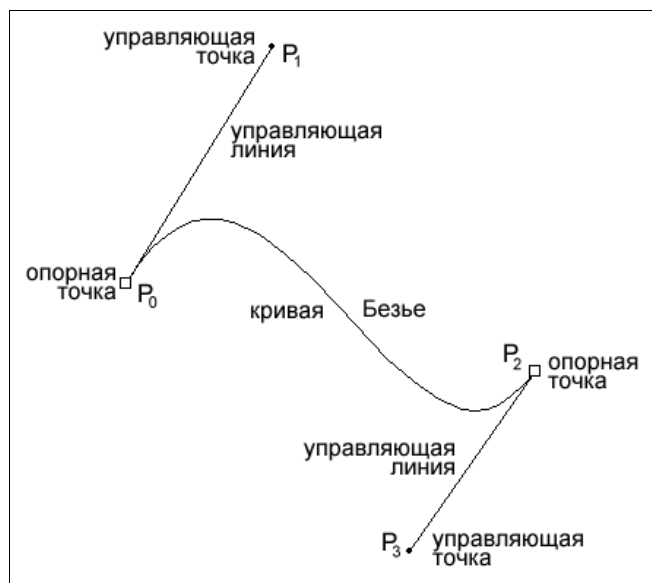 управляющая
точка
P₁
управляющая
линия
опорная
точка
P₀
кривая Безье
P₂
опорная
точка
управляющая
линия
P₃
управляющая
точка